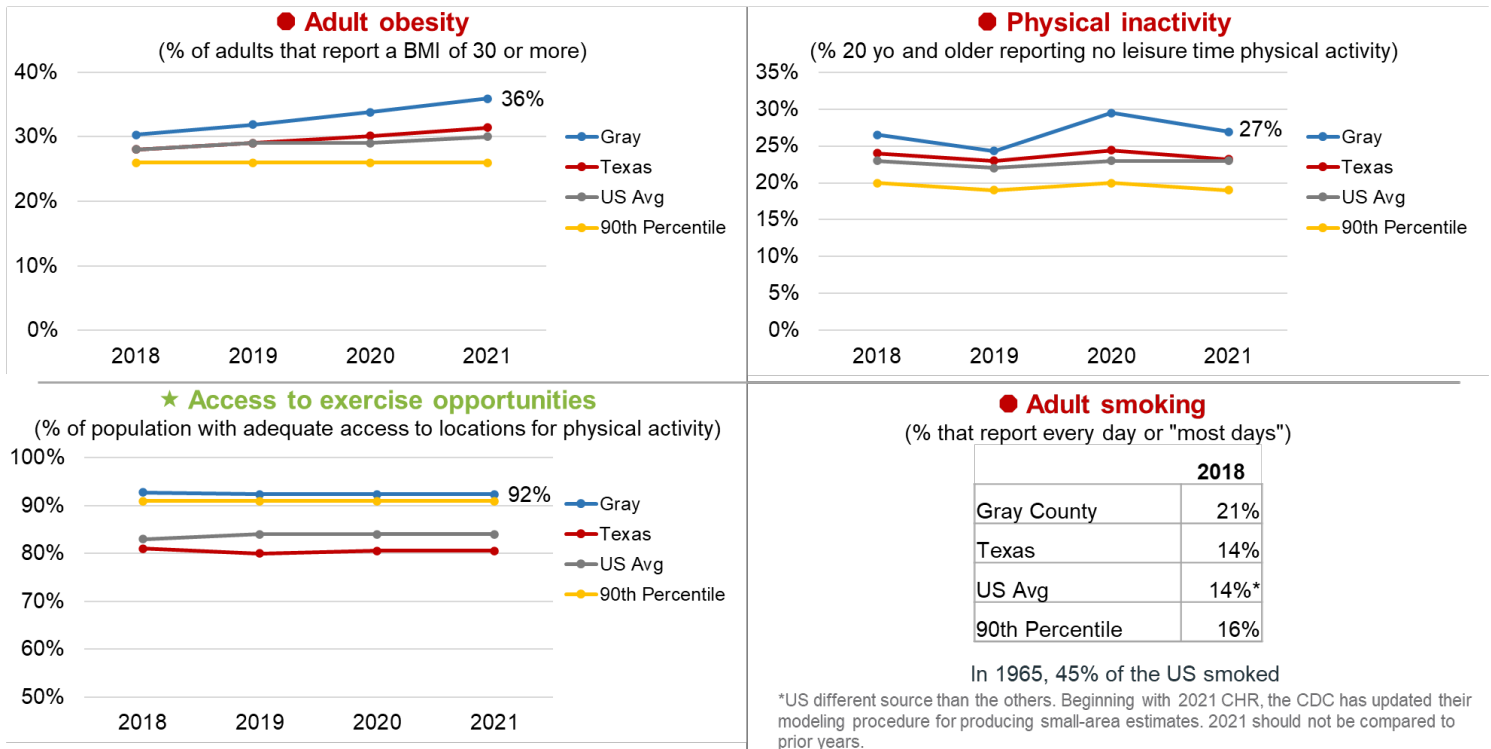 Adult obesity
(% of adults that report a BMI of 30 or more)
40%
30%
20%
10%
0%
36%
2018 2019 2020 2021
Gray
Texas
US Avg
90th Percentile
Physical inactivity
(% 20 yo and older reporting no leisure time physical activity)
35%
30%
25%
20%
15%
10%
5%
0%
27%
2018 2019 2020 2021
Gray
Texas
US Avg
90th Percentile
Access to exercise opportunities
(% of population with adequate access to locations for physical activity)
100%
90%
80%
70%
60%
50%
92%
2018 2019 2020 2021
Gray
Texas
US Avg
90th Percentile
Adult smoking
(% that report every day or "most days")
2018
Gray County 21%
Texas 14%
US Avg 14%*
90th Percentile 16%
In 1965, 45% of the US smoked
*US different source than the others. Beginning with 2021 CHR, the CDC has updated their
modeling procedure for producing small-area estimates. 2021 should not be compared to
prior years.